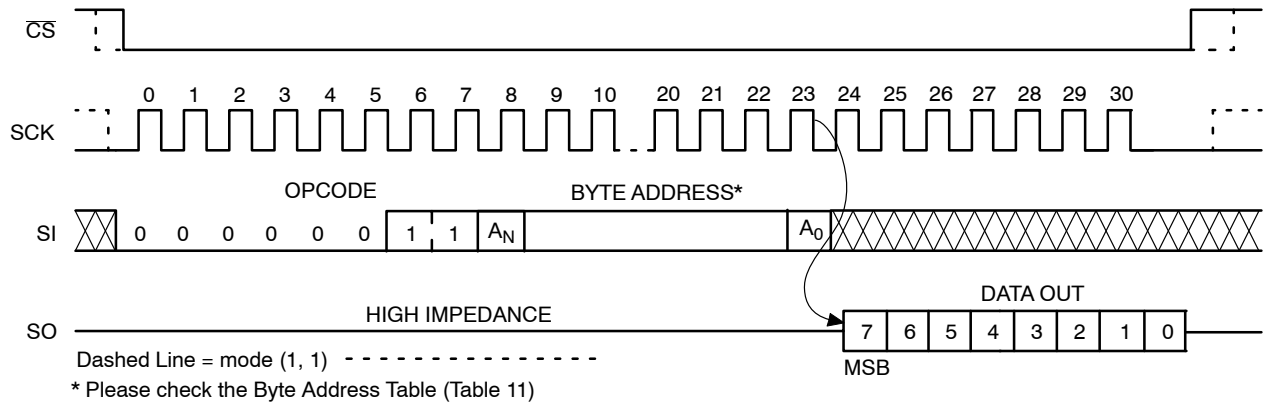 CS
0 1 2 3 4 5 6 7 8 9 10 20 21 22 23 24 25 26 27 28 29 30
SCK
OPCODE BYTE ADDRESS*
SI 0 0 0 0 0 0 1 1 AN A0
DATA OUT
HIGH IMPEDANCE
SO 7 6 5 4 3 2 1 0
Dashed Line = mode (1, 1) - - - - - - - - - - - - - - -
MSB
* Please check the Byte Address Table (Table 11)